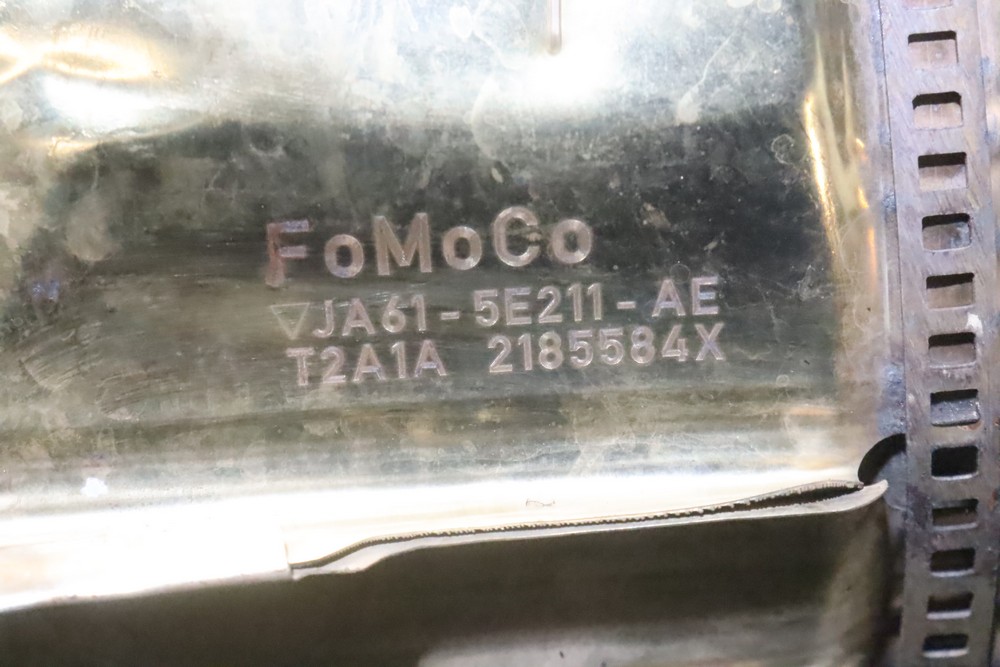 FoMoCo
▽JA61-5E211-AE
T2A1A 2185584X